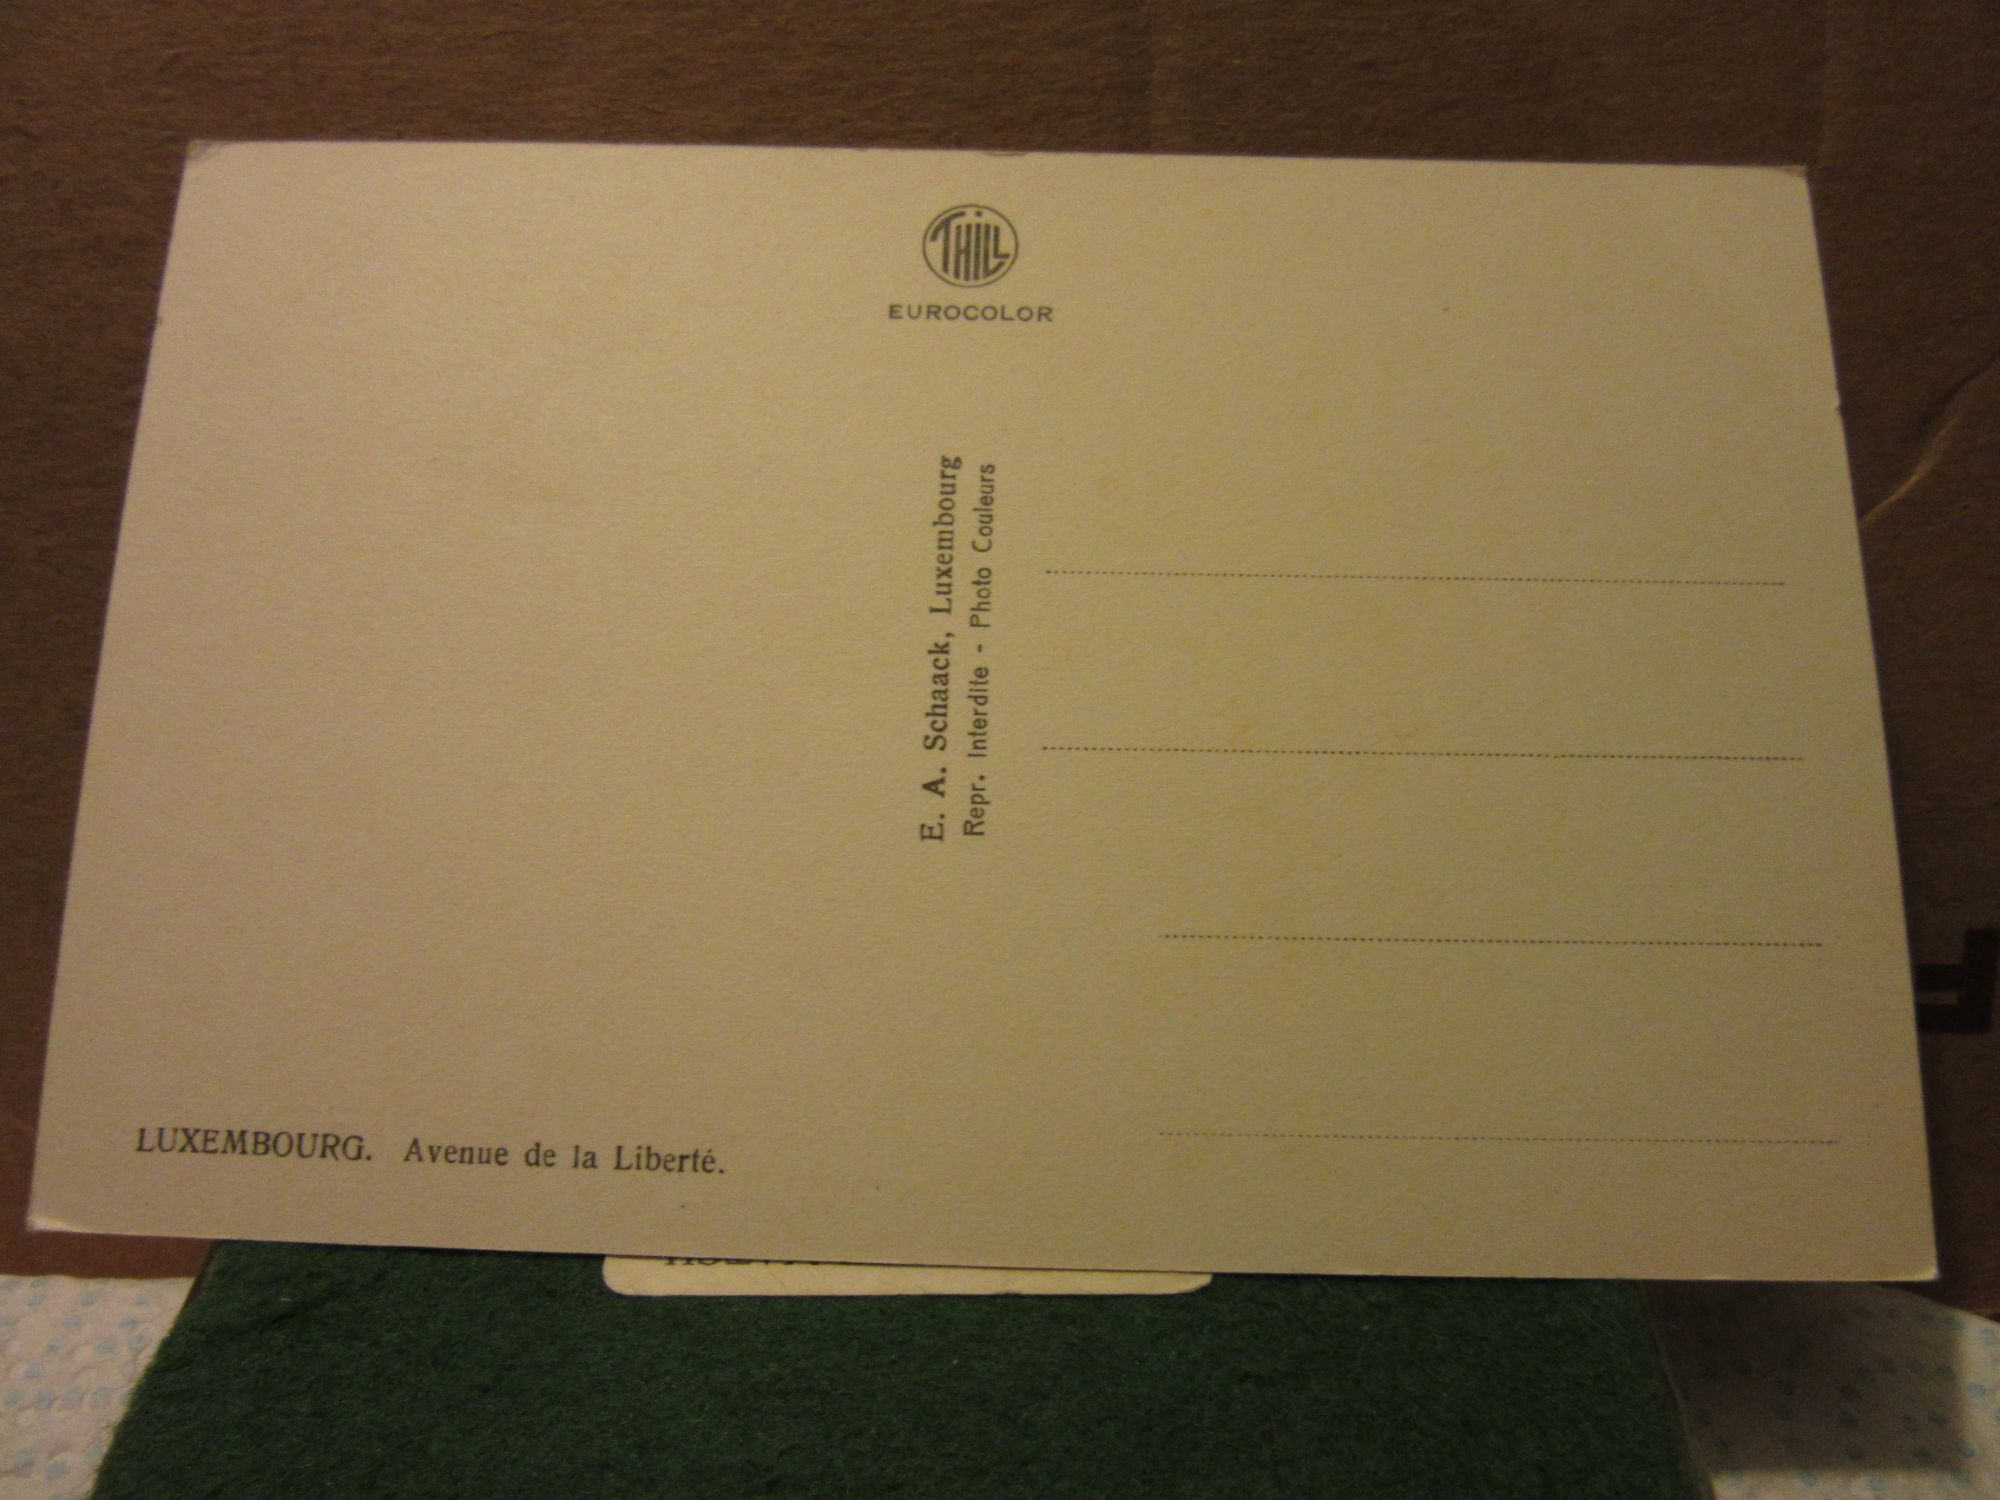 THILL
EUROCOLOR
E. A. Schaack, Luxembourg
Repr. Interdite - Photo Couleurs
LUXEMBOURG. Avenue de la Liberté.